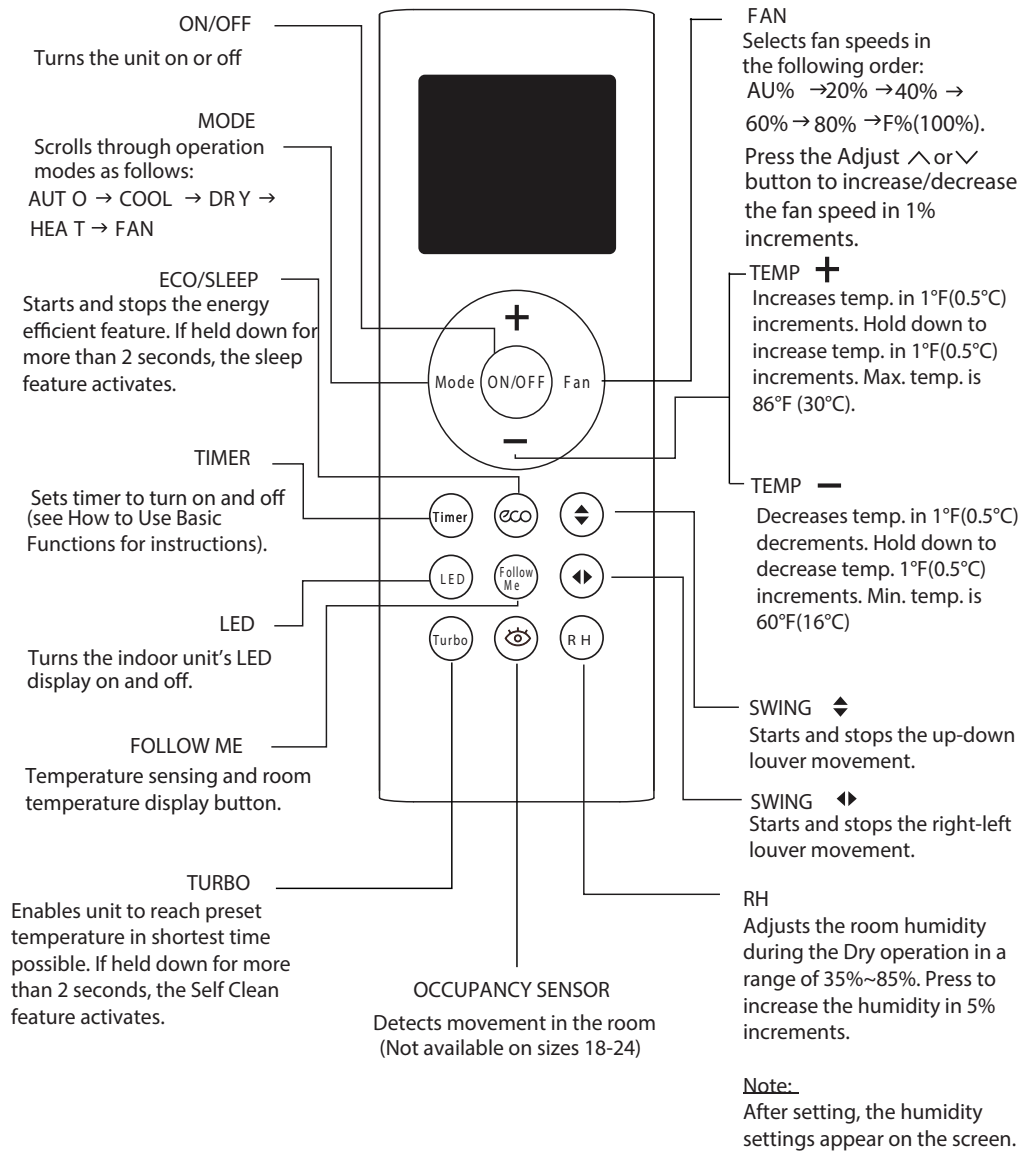 ON/OFF
Turns the unit on or off
MODE
Scrolls through operation
modes as follows:
AUT O → COOL → DR Y →
HEA T → FAN
ECO/SLEEP
Starts and stops the energy
efficient feature. If held down for
more than 2 seconds, the sleep
feature activates.
TIMER
Sets timer to turn on and off
(see How to Use Basic
Functions for instructions).
LED
Turns the indoor unit's LED
display on and off.
FOLLOW ME
Temperature sensing and room
temperature display button.
TURBO
Enables unit to reach preset
temperature in shortest time
possible. If held down for more
than 2 seconds, the Self Clean
feature activates.
+
Mode ON/OFF Fan
−
Timer eco
LED Follow
Me
Turbo RH
OCCUPANCY SENSOR
Detects movement in the room
(Not available on sizes 18-24)
FAN
Selects fan speeds in
the following order:
AU% →20% →40% →
60% → 80% →F%(100%).
Press the Adjust ∧ or ∨
button to increase/decrease
the fan speed in 1%
increments.
TEMP +
Increases temp. in 1°F(0.5°C)
increments. Hold down to
increase temp. in 1°F(0.5°C)
increments. Max. temp. is
86°F (30°C).
TEMP −
Decreases temp. in 1°F(0.5°C)
decrements. Hold down to
decrease temp. 1°F(0.5°C)
increments. Min. temp. is
60°F(16°C)
SWING
Starts and stops the up-down
louver movement.
SWING
Starts and stops the right-left
louver movement.
RH
Adjusts the room humidity
during the Dry operation in a
range of 35%~85%. Press to
increase the humidity in 5%
increments.
Note:
After setting, the humidity
settings appear on the screen.